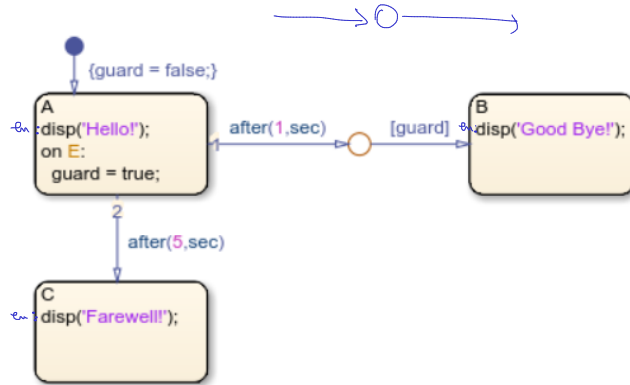 {guard = false;}
A
en: disp('Hello!');
on E:
guard = true;
1
after(1,sec)
[guard]
B
en: disp('Good Bye!');
2
after(5,sec)
C
en: disp('Farewell!');